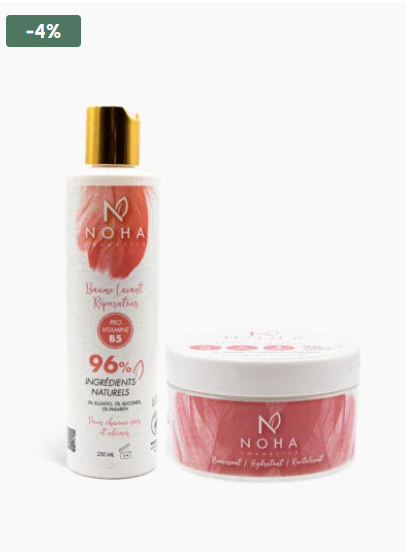 -4%
NOHA
COSMETICS
Baume Lavant
Réparateur
PRO
VITAMINE
B5
96%
INGRÉDIENTS
NATURELS
0% SULFATES, 0% SILICONES,
0% PARABEN
Pour cheveux secs
et abîmés
250 ML
NOHA
COSMETICS
Nourrissant / Hydratant / Revitalisant